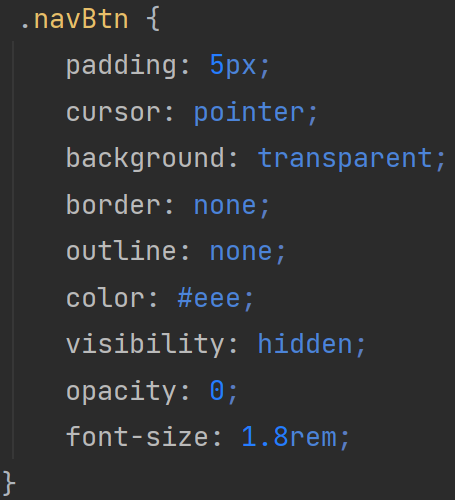 .navBtn {
padding: 5px;
cursor: pointer;
background: transparent;
border: none;
outline: none;
color: #eee;
visibility: hidden;
opacity: 0;
font-size: 1.8rem;
}